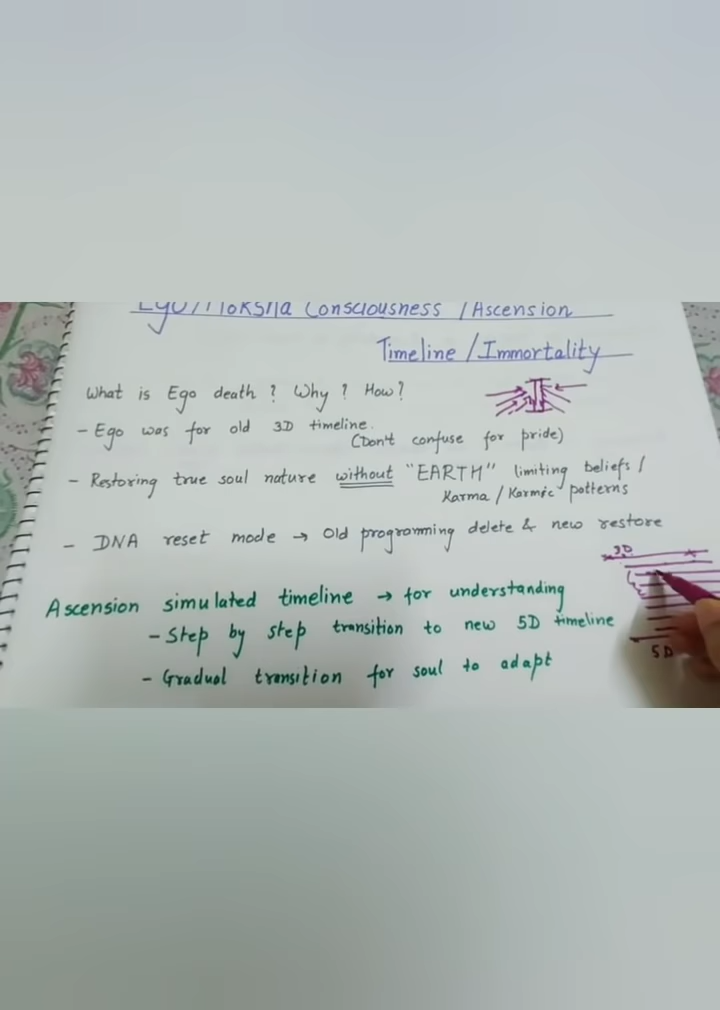 Ego/Moksha Consciousness / Ascension
Timeline / Immortality
What is Ego death ? Why ? How?
- Ego was for old 3D timeline.
(Don't confuse for pride)
- Restoring true soul nature without "EARTH" limiting beliefs /
Karma / Karmic patterns
- DNA reset mode → Old programming delete & new restore
3D
Ascension simulated timeline → for understanding
- Step by step transition to new 5D timeline
5D
- Gradual transition for soul to adapt